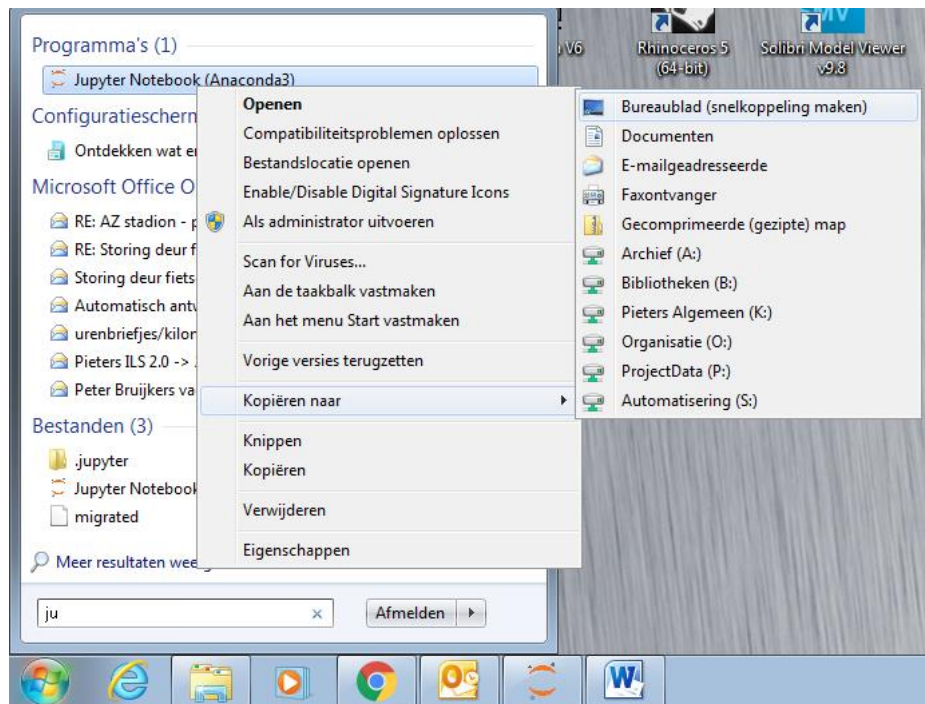 Programma's (1)
Jupyter Notebook (Anaconda3)
Configuratiescherm
Ontdekken wat
Microsoft Office O
RE: AZ stadion -
RE: Storing deur
Storing deur fiets
Automatisch
urenbriefjes/
Pieters ILS 2.0 ->
Peter Bruijkers va
Bestanden (3)
.jupyter
Jupyter Notebook
migrated
Meer resultaten
ju
Afmelden
Openen
Compatibiliteitsproblemen oplossen
Bestandslocatie openen
Enable/Disable Digital Signature Icons
Als administrator uitvoeren
Scan for Viruses...
Aan de taakbalk vastmaken
Aan het menu Start vastmaken
Vorige versies terugzetten
Kopiëren naar
Knippen
Kopiëren
Verwijderen
Eigenschappen
V6
Rhinoceros 5
(64-bit)
Solibri Model Viewer
v9.8
Bureaublad (snelkoppeling maken)
Documenten
E-mailgeadresseerde
Faxontvanger
Gecomprimeerde (gezipte) map
Archief (A:)
Bibliotheken (B:)
Pieters Algemeen (K:)
Organisatie (O:)
ProjectData (P:)
Automatisering (S:)